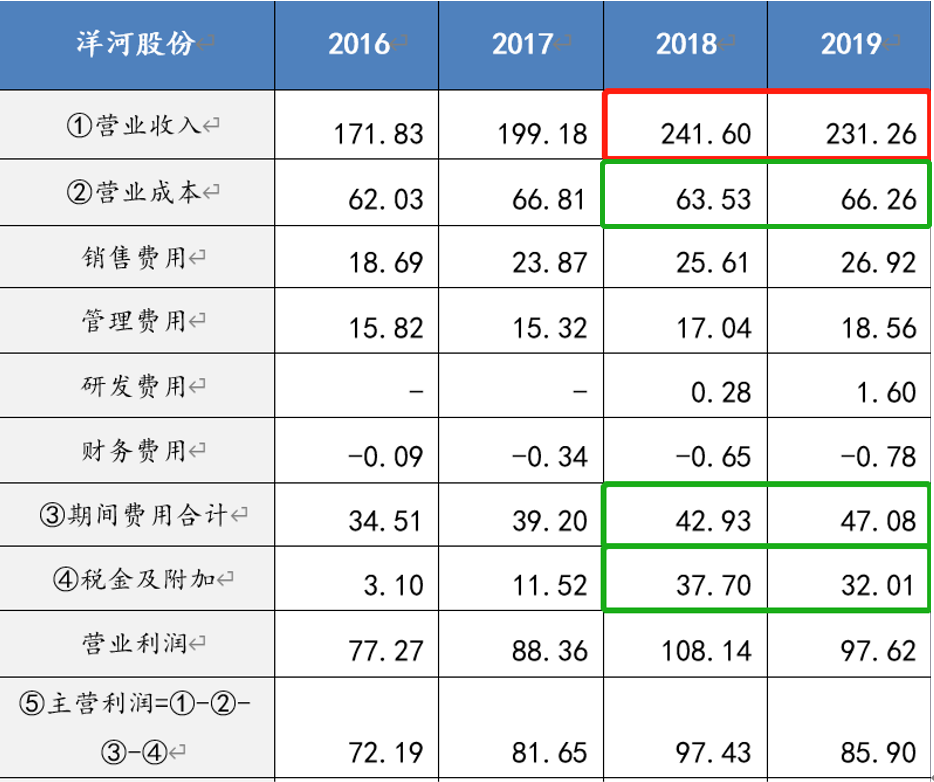 洋河股份 2016 2017 2018 2019
①营业收入 171.83 199.18 241.60 231.26
②营业成本 62.03 66.81 63.53 66.26
销售费用 18.69 23.87 25.61 26.92
管理费用 15.82 15.32 17.04 18.56
研发费用 - - 0.28 1.60
财务费用 -0.09 -0.34 -0.65 -0.78
③期间费用合计 34.51 39.20 42.93 47.08
④税金及附加 3.10 11.52 37.70 32.01
营业利润 77.27 88.36 108.14 97.62
⑤主营利润=①-②-
③-④ 72.19 81.65 97.43 85.90